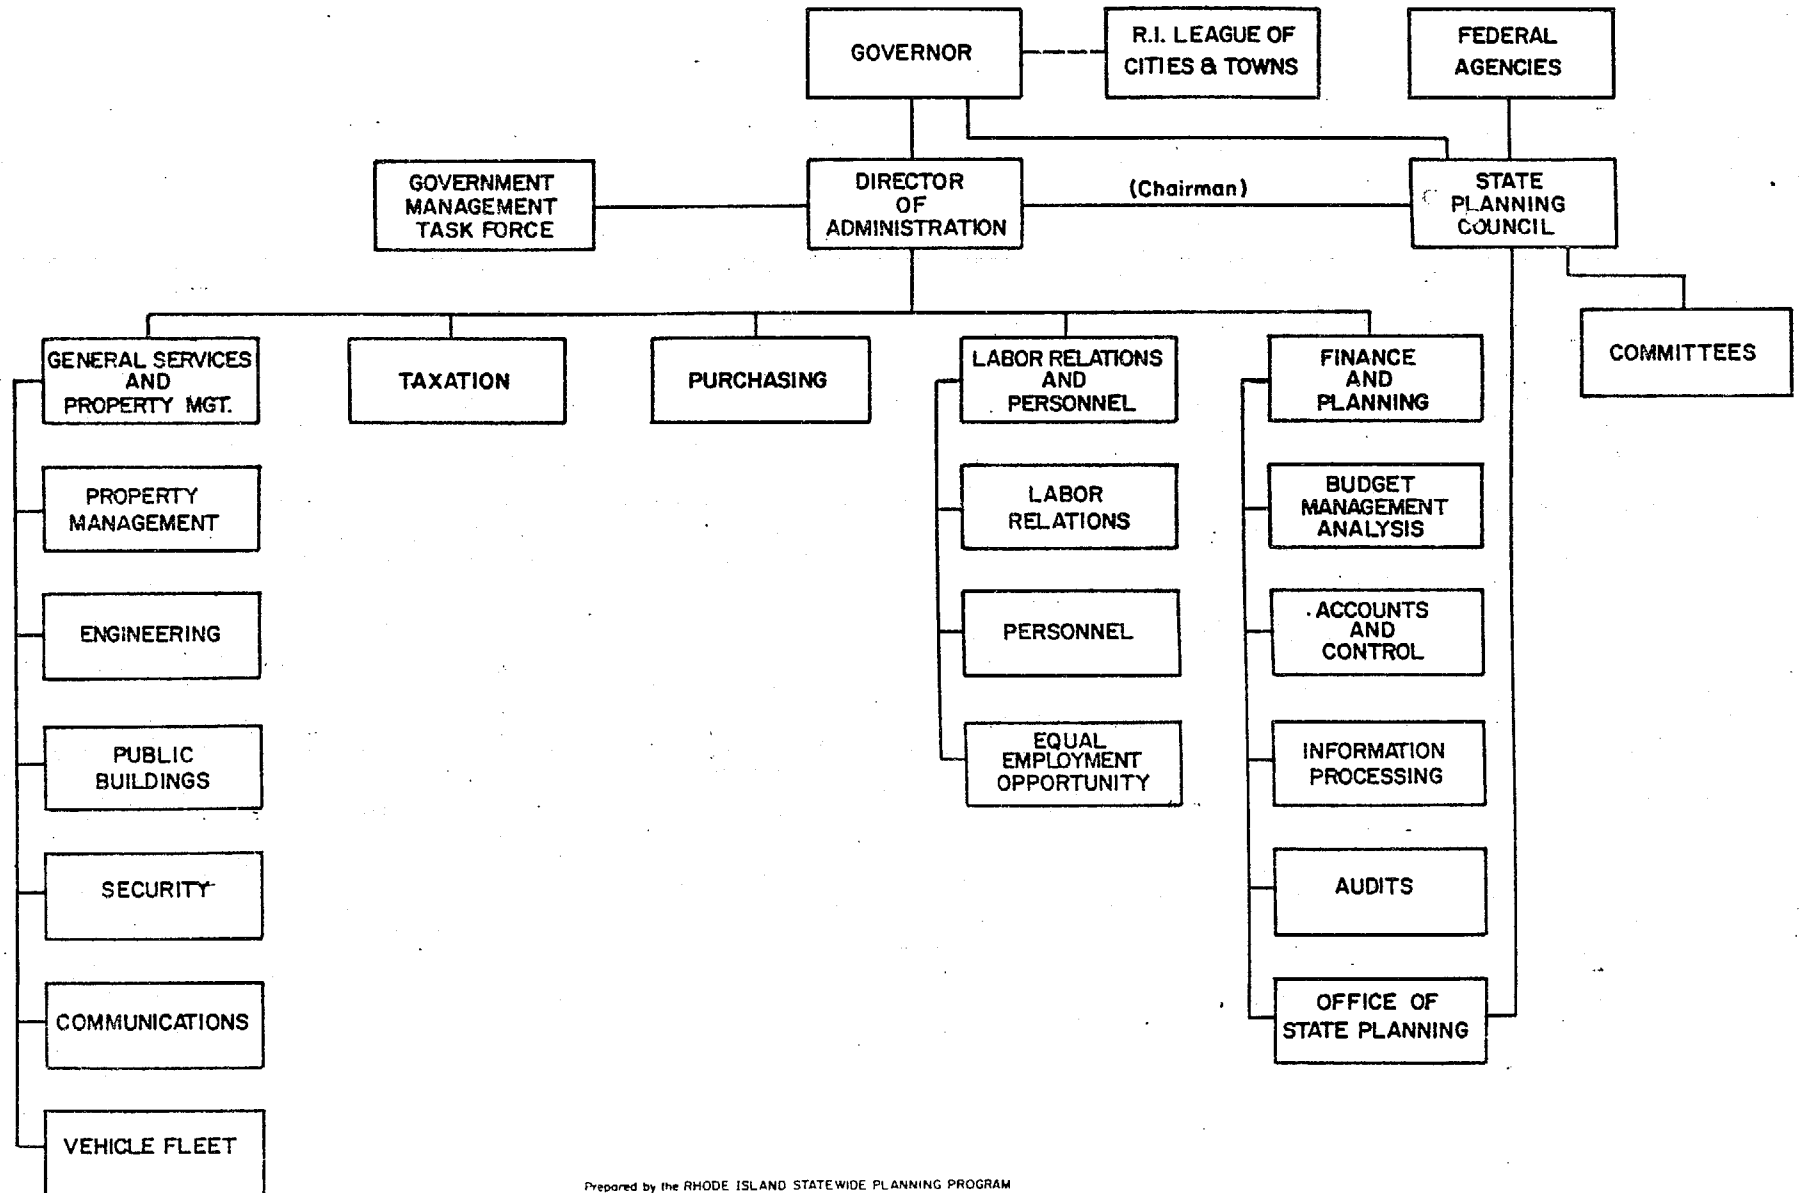 GOVERNOR
R.I. LEAGUE OF
CITIES & TOWNS
FEDERAL
AGENCIES
GOVERNMENT
MANAGEMENT
TASK FORCE
DIRECTOR
OF
ADMINISTRATION
(Chairman)
STATE
PLANNING
COUNCIL
COMMITTEES
GENERAL SERVICES
AND
PROPERTY MGT.
TAXATION
PURCHASING
LABOR RELATIONS
AND
PERSONNEL
FINANCE
AND
PLANNING
PROPERTY
MANAGEMENT
ENGINEERING
PUBLIC
BUILDINGS
SECURITY
COMMUNICATIONS
VEHICLE FLEET
LABOR
RELATIONS
PERSONNEL
EQUAL
EMPLOYMENT
OPPORTUNITY
BUDGET
MANAGEMENT
ANALYSIS
ACCOUNTS
AND
CONTROL
INFORMATION
PROCESSING
AUDITS
OFFICE OF
STATE PLANNING
Prepared by the RHODE ISLAND STATEWIDE PLANNING PROGRAM